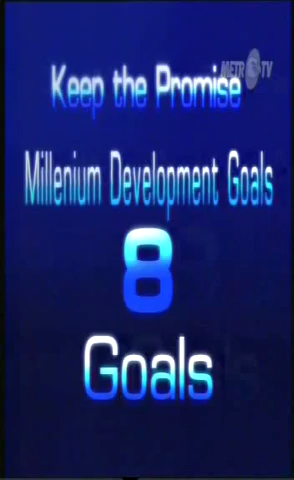 METRO TV
Keep the Promise
Millenium Development Goals
8
Goals